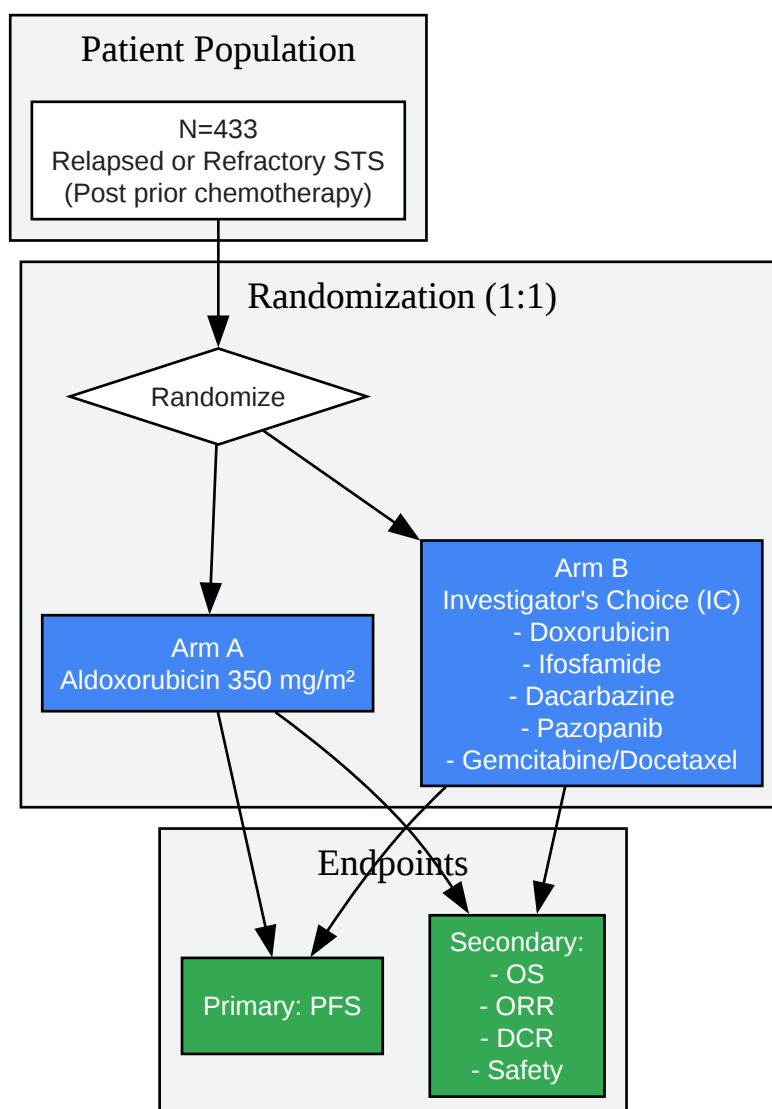 Patient Population
N=433
Relapsed or Refractory STS
(Post prior chemotherapy)
Randomization (1:1)
Randomize
Arm A
Aldoxorubicin 350 mg/m²
Arm B
Investigator's Choice (IC)
- Doxorubicin
- Ifosfamide
- Dacarbazine
- Pazopanib
- Gemcitabine/Docetaxel
Endpoints
Primary: PFS
Secondary:
- OS
- ORR
- DCR
- Safety